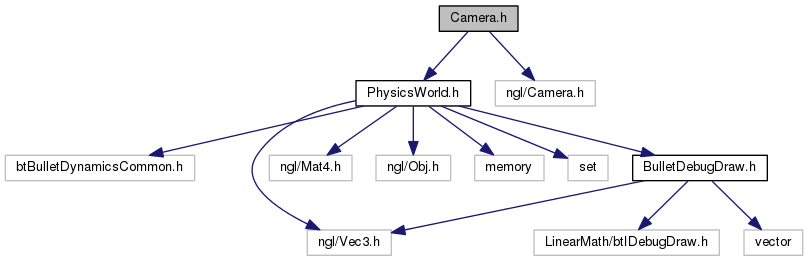 Camera.h
PhysicsWorld.h
ngl/Camera.h
btBulletDynamicsCommon.h
ngl/Mat4.h
ngl/Obj.h
memory
set
BulletDebugDraw.h
ngl/Vec3.h
LinearMath/btIDebugDraw.h
vector